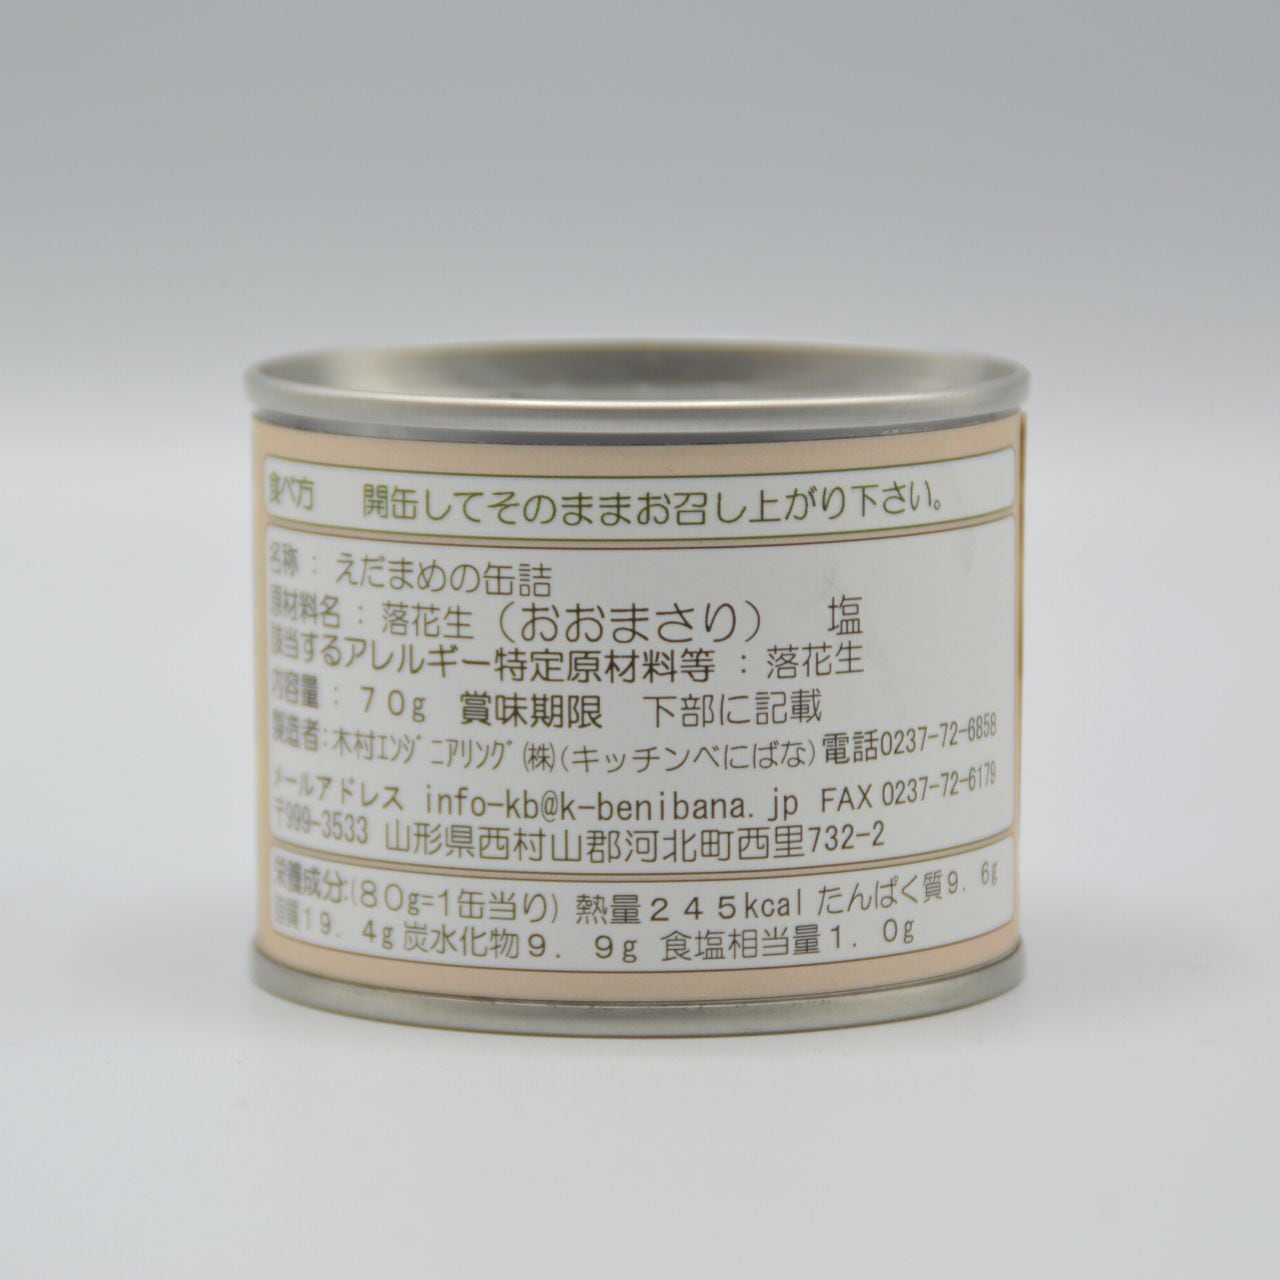 食べ方　開缶してそのままお召し上がり下さい。
名称：えだまめの缶詰
原材料名：落花生（おおまさり）　塩
該当するアレルギー特定原材料等：落花生
内容量：７０g　賞味期限　下部に記載
製造者:木村ｴﾝｼﾞﾆｱﾘﾝｸﾞ㈱(キッチンべにばな)電話0237-72-6858
メールアドレス info-kb@k-benibana.jp FAX 0237-72-6179
〒999-3533 山形県西村山郡河北町西里732-2
栄養成分:(８０g=１缶当り) 熱量２４５kcal たんぱく質９．６g
脂質１９．４g 炭水化物９．９g 食塩相当量１．０g